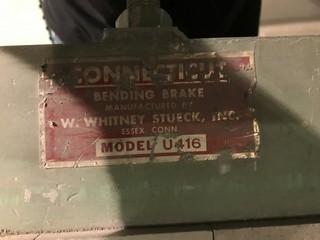 CONNECTICUT
BENDING BRAKE
MANUFACTURED BY
W. WHITNEY STUECK, INC.
ESSEX, CONN.
MODEL U416